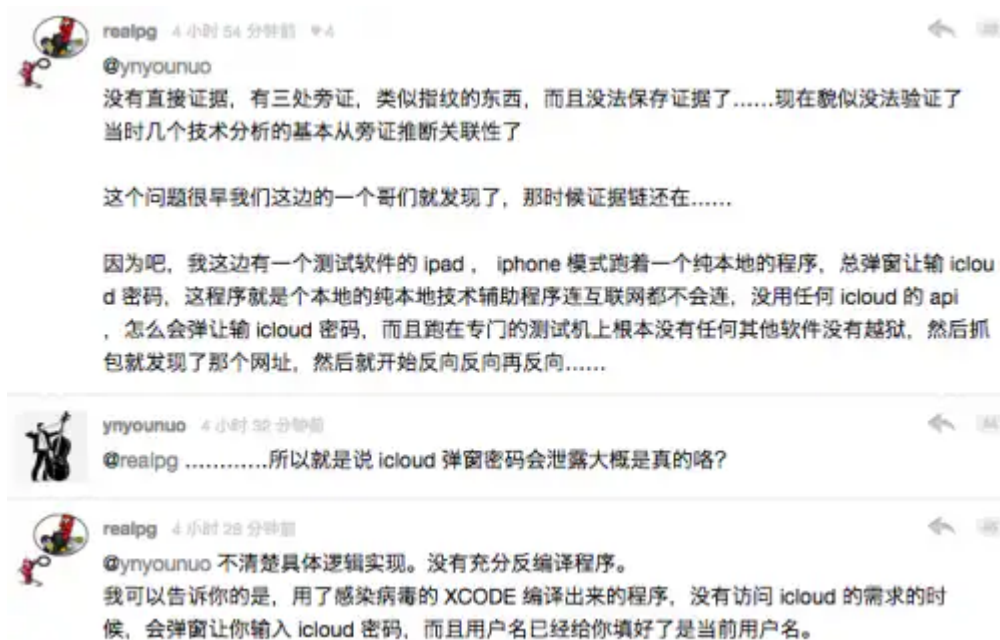 realpg 4 小时 54 分钟前 ♥4
@ynyounuo
没有直接证据，有三处旁证，类似指纹的东西，而且没法保存证据了……现在貌似没法验证了
当时几个技术分析的基本从旁证推断关联性了
这个问题很早我们这边的一个哥们就发现了，那时候证据链还在……
因为吧，我这边有一个测试软件的 ipad ， iphone 模式跑着一个纯本地的程序，总弹窗让输 iclou
d 密码，这程序就是个本地的纯本地技术辅助程序连互联网都不会连，没用任何 icloud 的 api
，怎么会弹让输 icloud 密码，而且跑在专门的测试机上根本没有任何其他软件没有越狱，然后抓
包就发现了那个网址，然后就开始反向反向再反向……
ynyounuo 4 小时 32 分钟前
@realpg …………所以就是说 icloud 弹窗密码会泄露大概是真的咯？
realpg 4 小时 28 分钟前
@ynyounuo 不清楚具体逻辑实现。没有充分反编译程序。
我可以告诉你的是，用了感染病毒的 XCODE 编译出来的程序，没有访问 icloud 的需求的时
候，会弹窗让你输入 icloud 密码，而且用户名已经给你填好了是当前用户名。